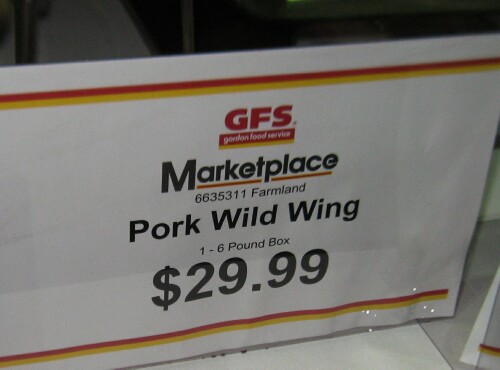 GFS
gordon food service
Marketplace
6635311 Farmland
Pork Wild Wing
1 - 6 Pound Box
$29.99